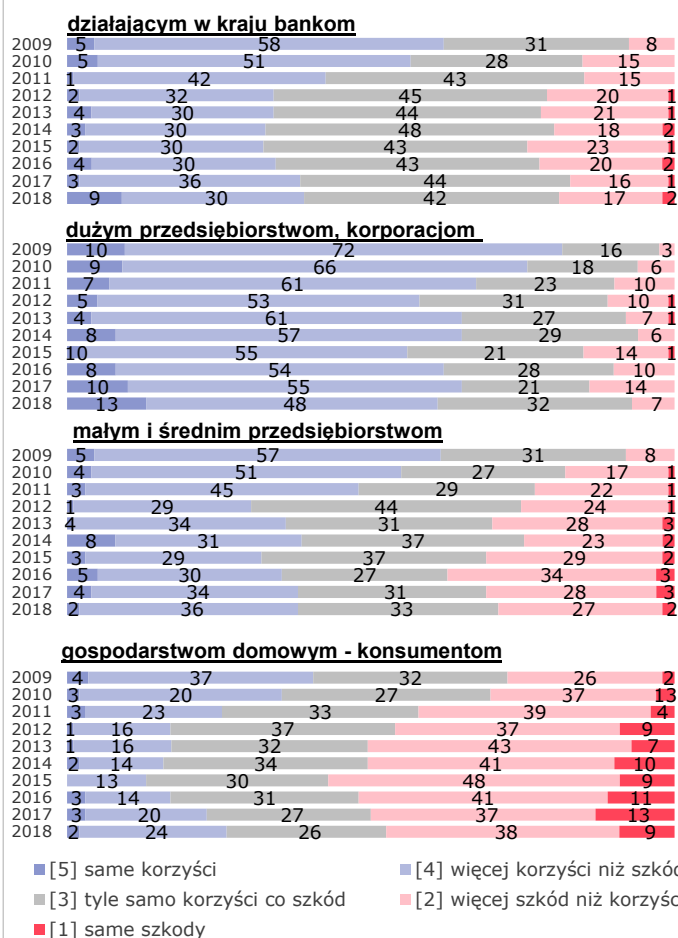 działającym w kraju bankom
2009 5 58 31 8
2010 5 51 28 15
2011 1 42 43 15
2012 2 32 45 20 1
2013 4 30 44 21 1
2014 3 30 48 18 2
2015 2 30 43 23 1
2016 4 30 43 20 2
2017 3 36 44 16 1
2018 9 30 42 17 2
dużym przedsiębiorstwom, korporacjom
2009 10 72 16 3
2010 9 66 18 6
2011 7 61 23 10
2012 5 53 31 10 1
2013 4 61 27 7 1
2014 8 57 29 6
2015 10 55 21 14 1
2016 8 54 28 10
2017 10 55 21 14
2018 13 48 32 7
małym i średnim przedsiębiorstwom
2009 5 57 31 8
2010 4 51 27 17 1
2011 3 45 29 22 1
2012 1 29 44 24 1
2013 4 34 31 28 3
2014 8 31 37 23 2
2015 3 29 37 29 2
2016 5 30 27 34 3
2017 4 34 31 28 3
2018 2 36 33 27 2
gospodarstwom domowym - konsumentom
2009 4 37 32 26 2
2010 3 20 27 37 13
2011 3 23 33 39 4
2012 1 16 37 37 9
2013 1 16 32 43 7
2014 2 14 34 41 10
2015 13 30 48 9
2016 3 14 31 41 11
2017 3 20 27 37 13
2018 2 24 26 38 9
[5] same korzyści [4] więcej korzyści niż szkód
[3] tyle samo korzyści co szkód [2] więcej szkód niż korzyśc
[1] same szkody